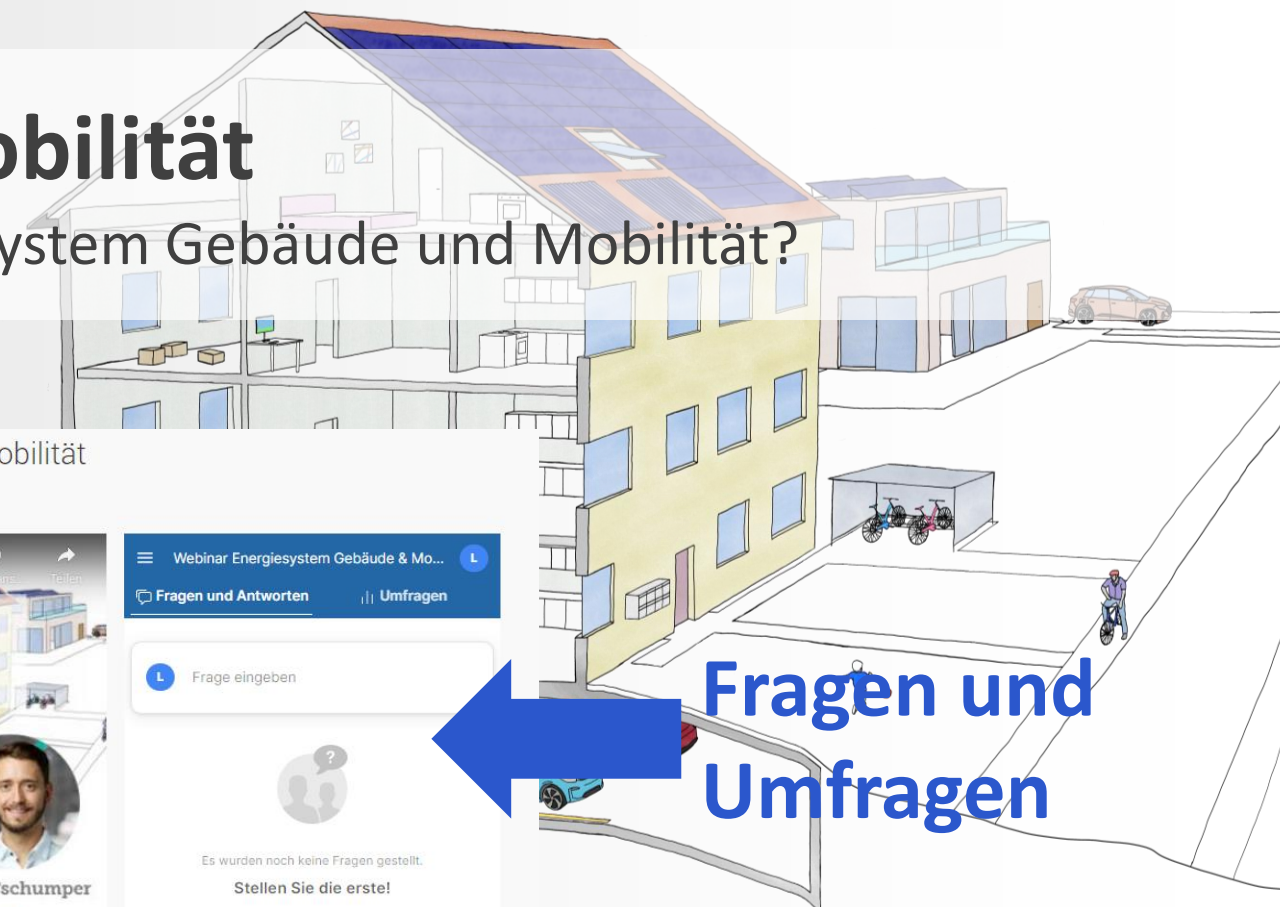 obilität
ystem Gebäude und Mobilität?
obilität
Teilen
Webinar Energiesystem Gebäude & Mo...
L
Fragen und Antworten
Umfragen
L
Frage eingeben
?
Es wurden noch keine Fragen gestellt.
Stellen Sie die erste!
schumper
Fragen und
Umfragen